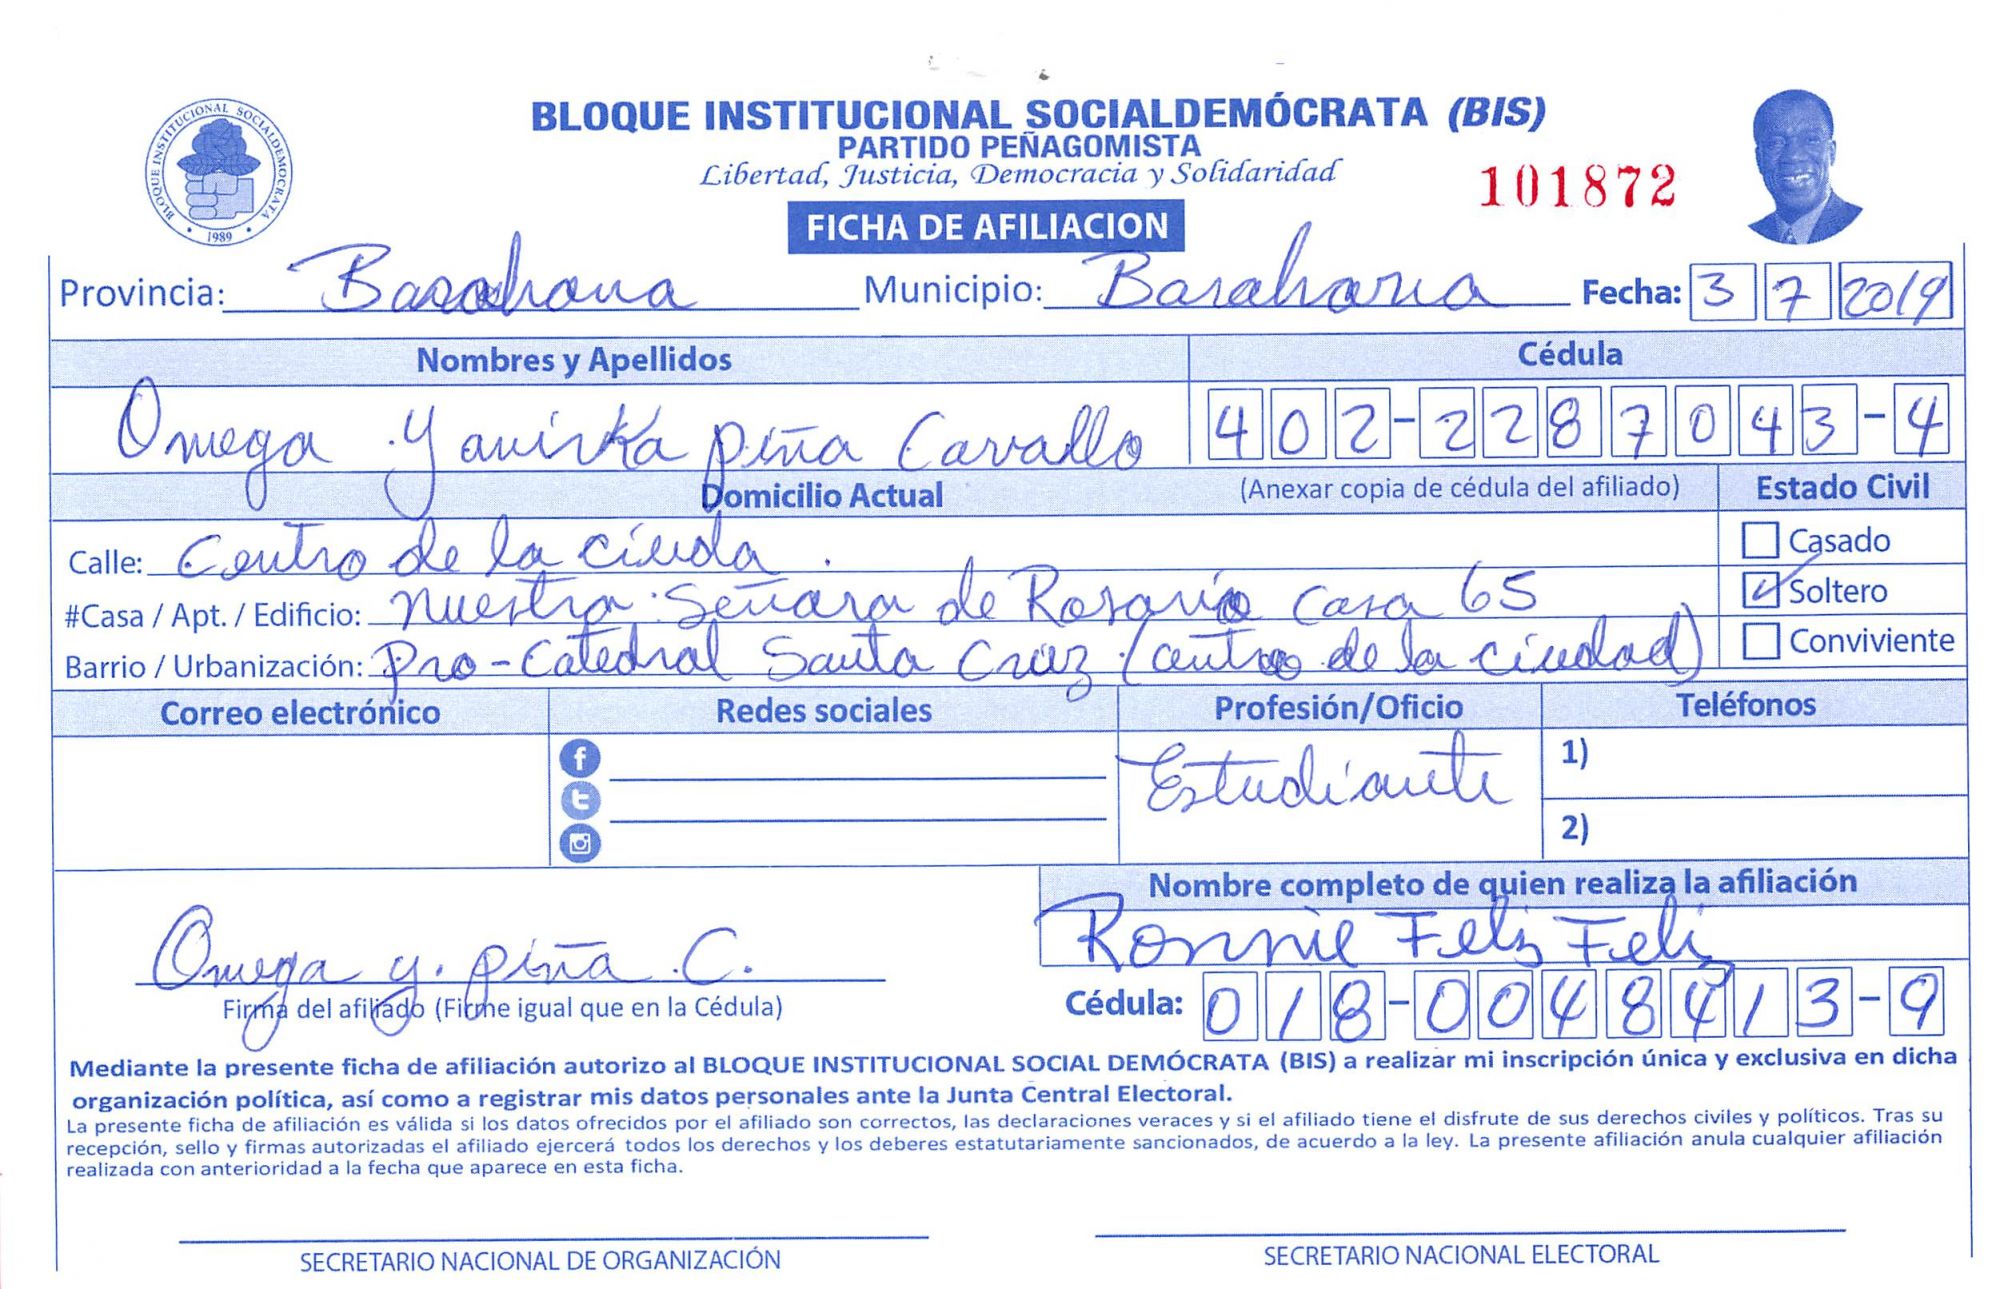 BLOQUE INSTITUCIONAL SOCIALDEMOCRATA
1989
BLOQUE INSTITUCIONAL SOCIALDEMÓCRATA (BIS)
PARTIDO PEÑAGOMISTA
Libertad, Justicia, Democracia y Solidaridad
101872
FICHA DE AFILIACION
Provincia: Barahona Municipio: Barahona Fecha: 3 7 2019
Nombres y Apellidos Cédula
Omega Yauirka piña Carvallo 402-2287043-4
Domicilio Actual (Anexar copia de cédula del afiliado) Estado Civil
Calle: Centro de la ciuda. Casado
#Casa / Apt. / Edificio: Nuestra Señara de Rosario Casa 65 Soltero
Barrio / Urbanización: Pro-Catedral Santa Cruz (centro de la ciudad) Conviviente
Correo electrónico Redes sociales Profesión/Oficio Teléfonos
Estudiante 1)
2)
Nombre completo de quien realiza la afiliación
Ronnie Feliz Feliz
Omega y. piña C.
Firma del afiliado (Firme igual que en la Cédula) Cédula: 018-0048413-9
Mediante la presente ficha de afiliación autorizo al BLOQUE INSTITUCIONAL SOCIAL DEMÓCRATA (BIS) a realizar mi inscripción única y exclusiva en dicha
organización política, así como a registrar mis datos personales ante la Junta Central Electoral.
La presente ficha de afiliación es válida si los datos ofrecidos por el afiliado son correctos, las declaraciones veraces y si el afiliado tiene el disfrute de sus derechos civiles y políticos. Tras su
recepción, sello y firmas autorizadas el afiliado ejercerá todos los derechos y los deberes estatutariamente sancionados, de acuerdo a la ley. La presente afiliación anula cualquier afiliación
realizada con anterioridad a la fecha que aparece en esta ficha.
SECRETARIO NACIONAL DE ORGANIZACIÓN SECRETARIO NACIONAL ELECTORAL